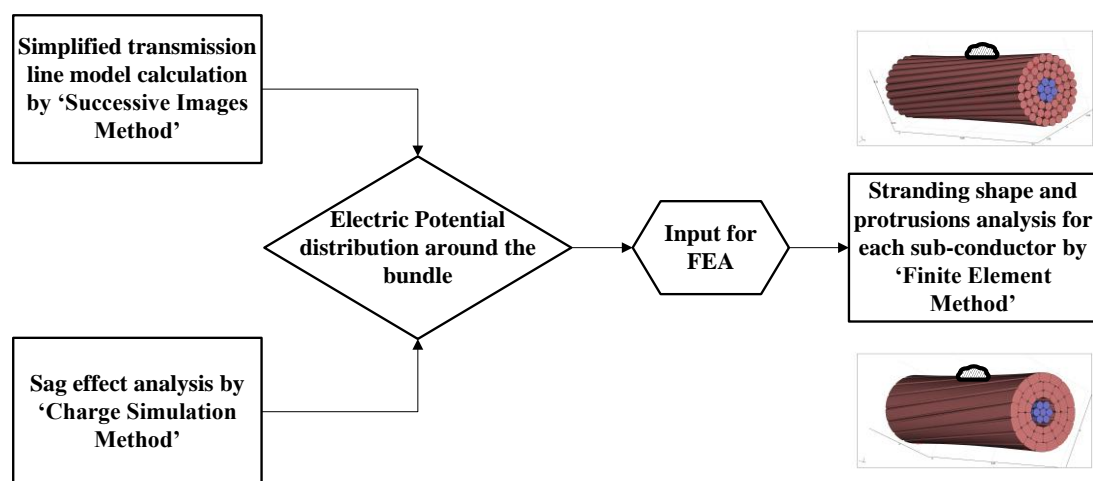 Simplified transmission
line model calculation
by ‘Successive Images
Method’
Electric Potential
distribution around the
bundle
Input for
FEA
Stranding shape and
protrusions analysis for
each sub-conductor by
‘Finite Element
Method’
Sag effect analysis by
‘Charge Simulation
Method’